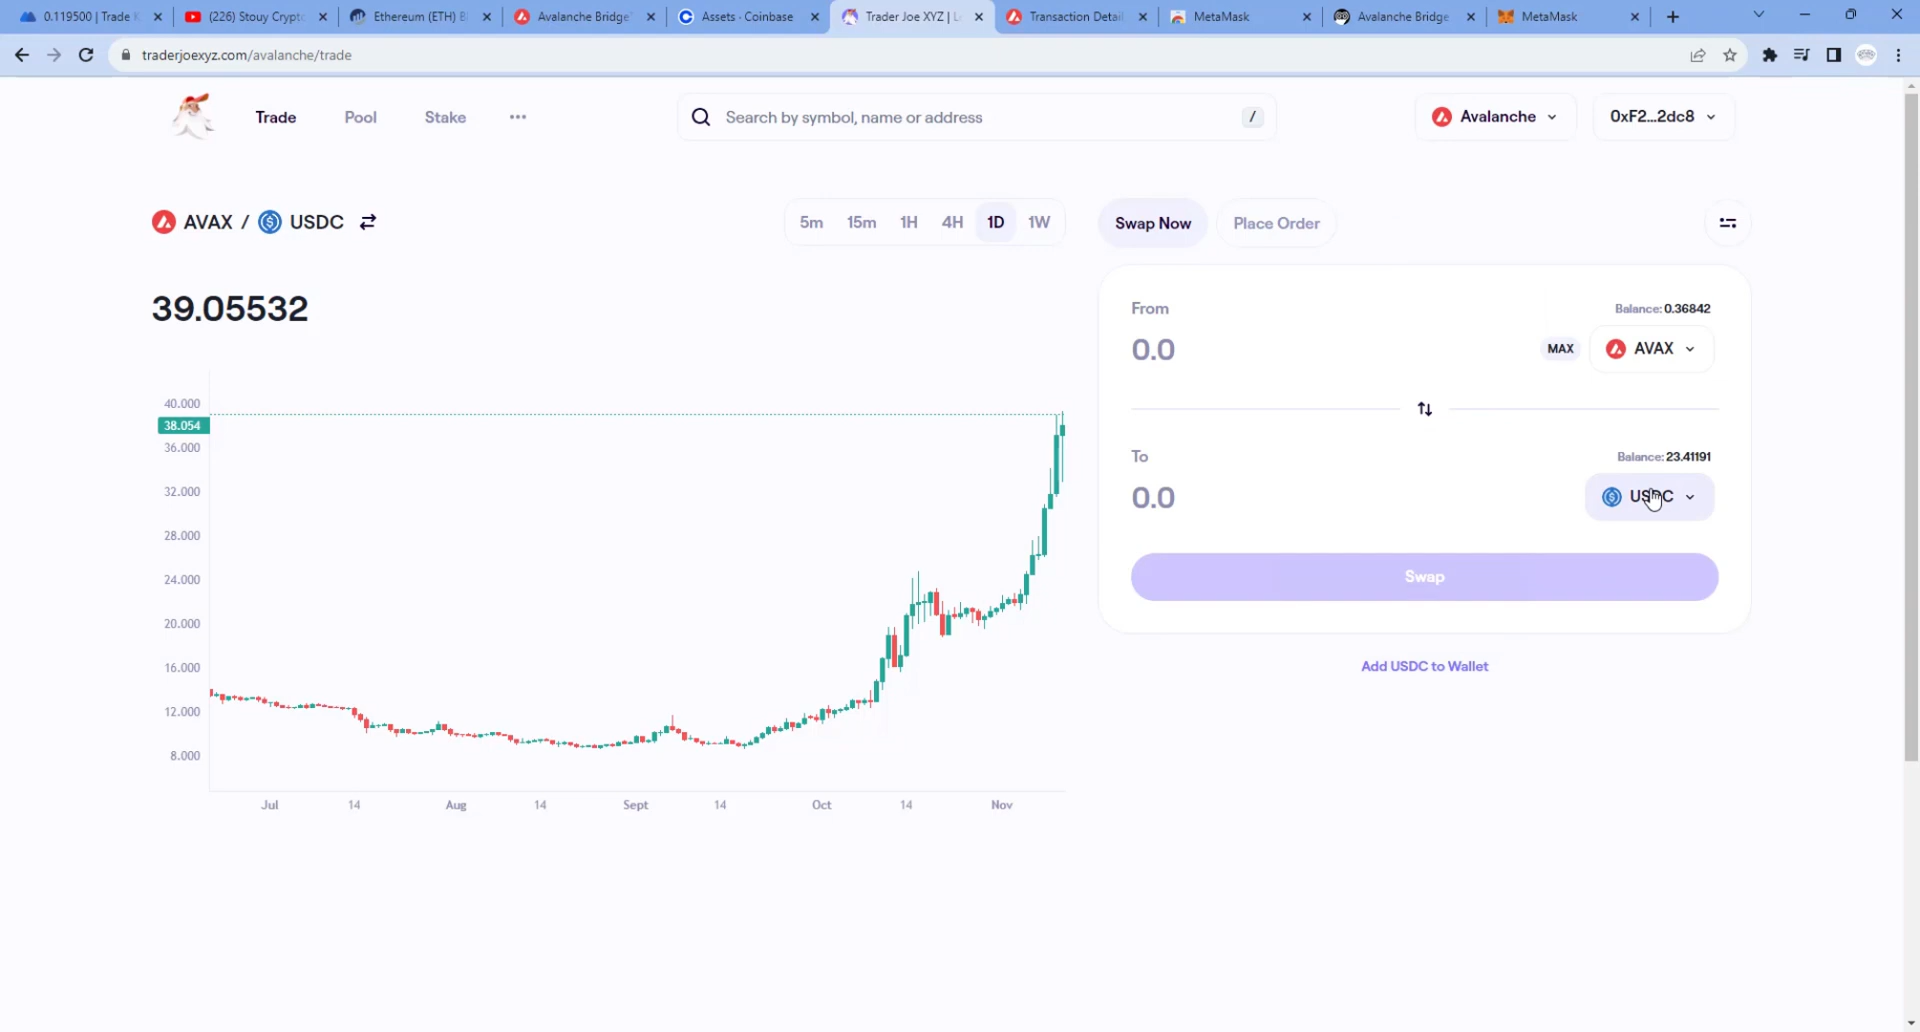 0.119500 | Trade K
(226) Stouy Crypto
Ethereum (ETH) B
Avalanche Bridge
Assets - Coinbase
Trader Joe XYZ | L
Transaction Detail
MetaMask
Avalanche Bridge
MetaMask
traderjoexyz.com/avalanche/trade
Trade
Pool
Stake
Search by symbol, name or address
/
Avalanche
0xF2...2dc8
AVAX / USDC
5m 15m 1H 4H 1D 1W
Swap Now
Place Order
39.05532
From
Balance: 0.36842
0.0
MAX
AVAX
To
Balance: 23.41191
0.0
USDC
Swap
Add USDC to Wallet
40.000
38.054
36.000
32.000
28.000
24.000
20.000
16.000
12.000
8.000
Jul 14 Aug 14 Sept 14 Oct 14 Nov